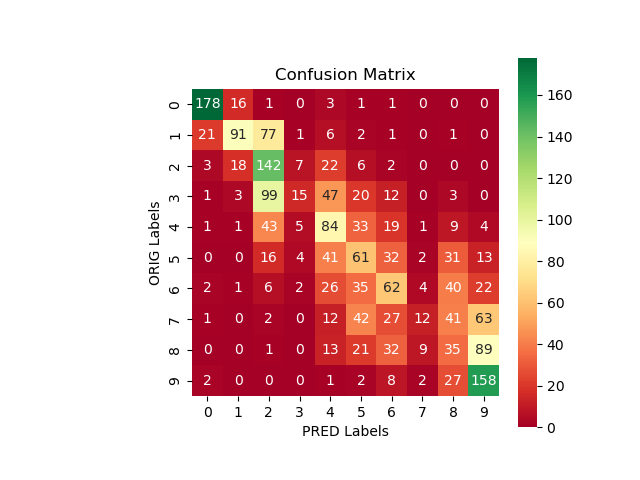 Confusion Matrix
0 178 16 1 0 3 1 1 0 0 0
1 21 91 77 1 6 2 1 0 1 0
2 3 18 142 7 22 6 2 0 0 0
3 1 3 99 15 47 20 12 0 3 0
4 1 1 43 5 84 33 19 1 9 4
5 0 0 16 4 41 61 32 2 31 13
6 2 1 6 2 26 35 62 4 40 22
7 1 0 2 0 12 42 27 12 41 63
8 0 0 1 0 13 21 32 9 35 89
9 2 0 0 0 1 2 8 2 27 158
0 1 2 3 4 5 6 7 8 9
PRED Labels
ORIG Labels
160
140
120
100
80
60
40
20
0